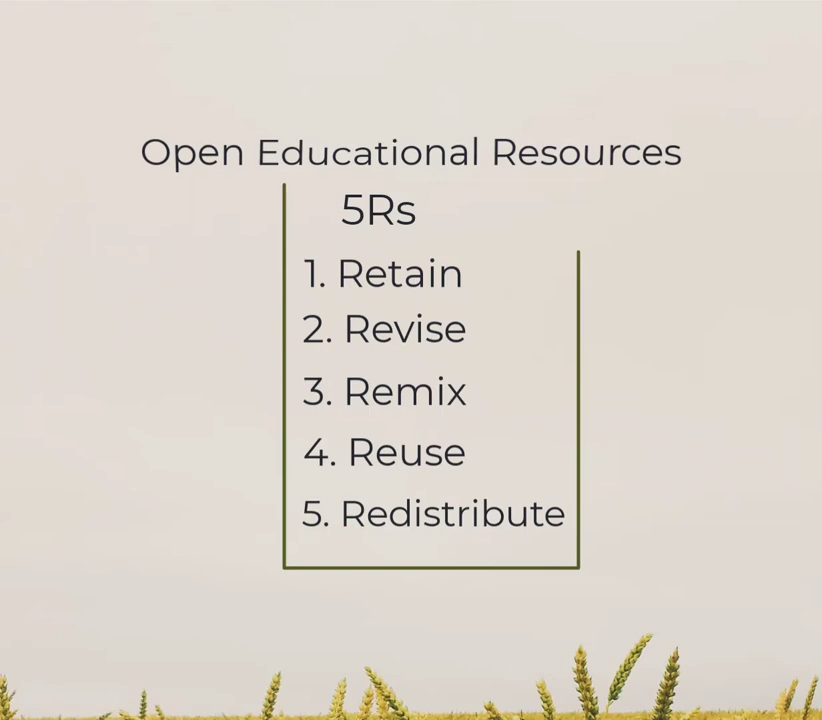 Open Educational Resources
5Rs
1. Retain
2. Revise
3. Remix
4. Reuse
5. Redistribute